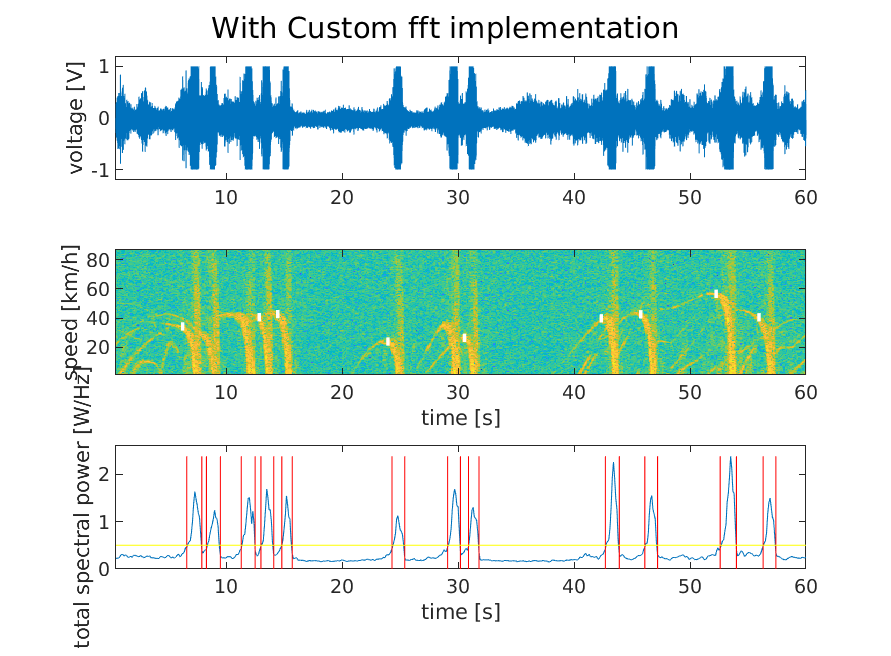 With Custom fft implementation
voltage [V]
1
0
-1
10 20 30 40 50 60
speed [km/h]
80
60
40
20
10 20 30 40 50 60
time [s]
total spectral power [W/Hz]
2
1
0
10 20 30 40 50 60
time [s]